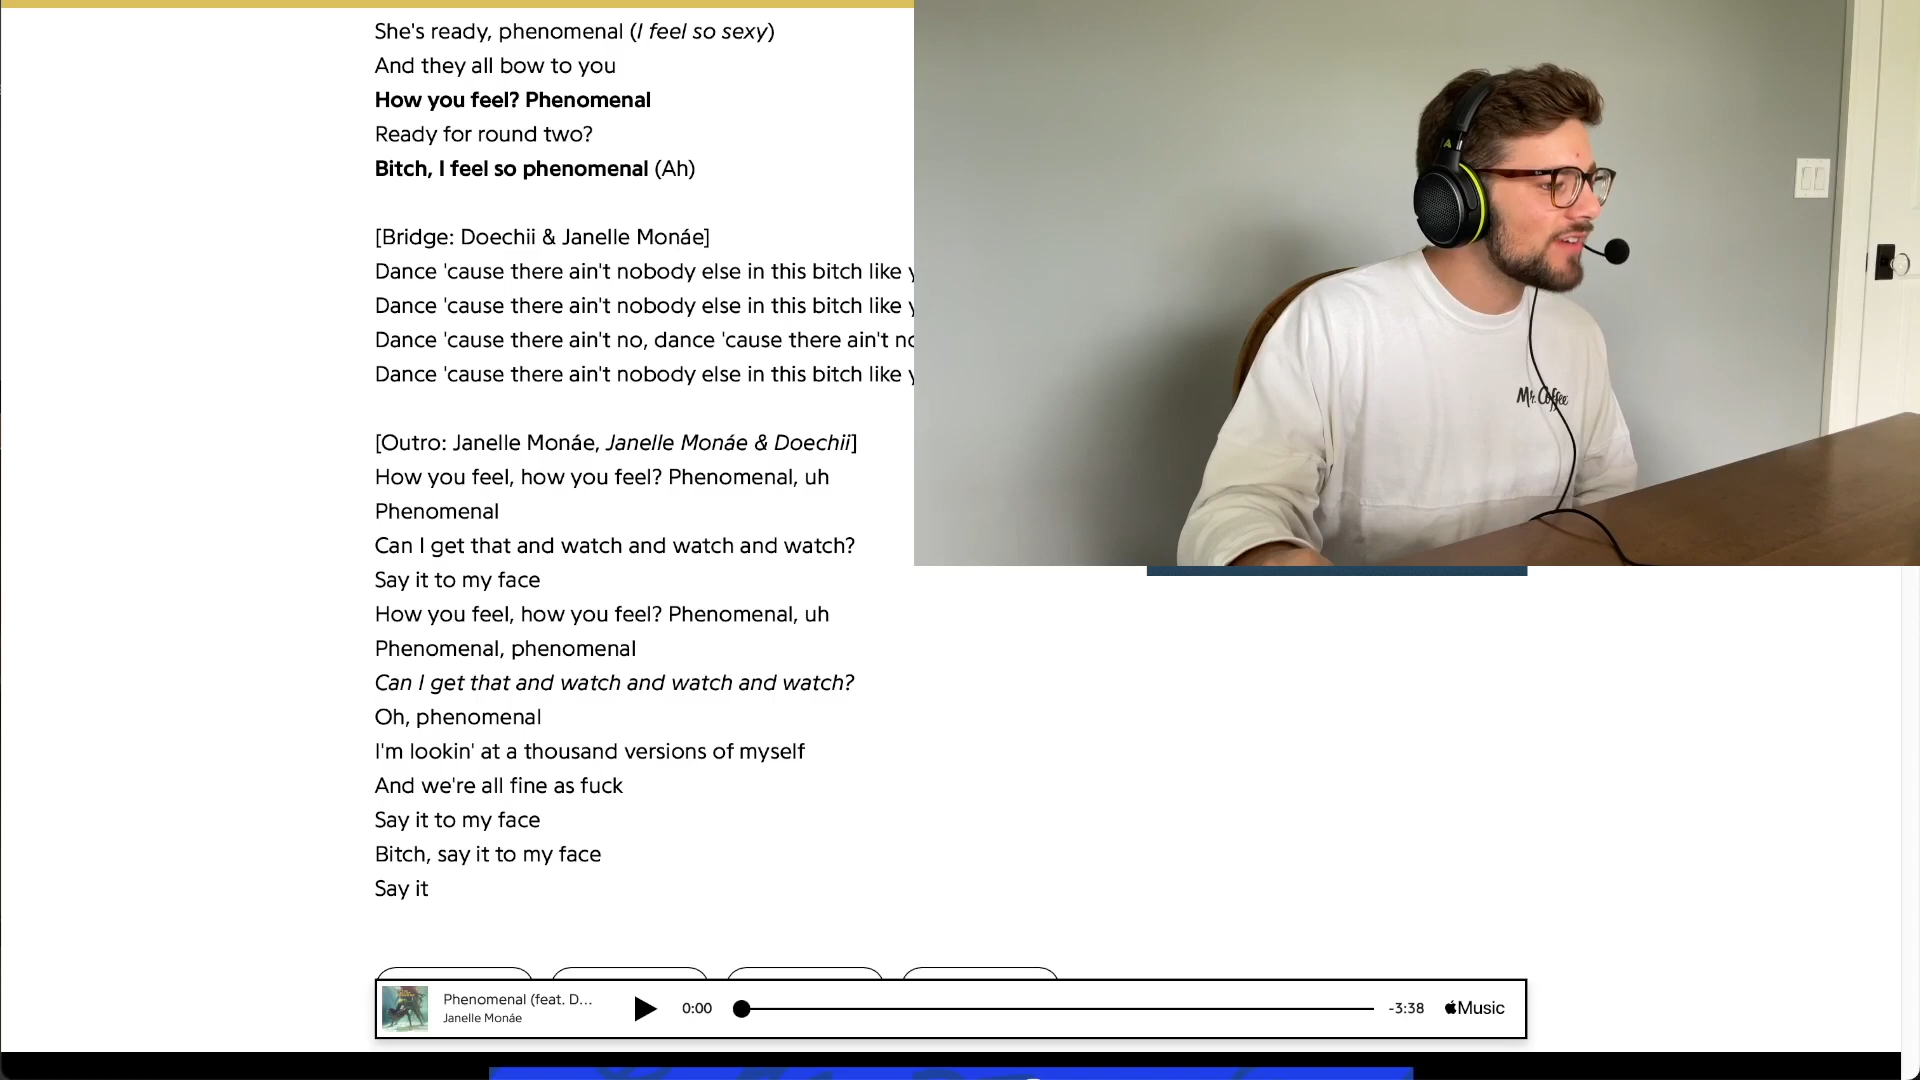 She's ready, phenomenal (I feel so sexy)
And they all bow to you
How you feel? Phenomenal
Ready for round two?
Bitch, I feel so phenomenal (Ah)
[Bridge: Doechii & Janelle Monáe]
Dance 'cause there ain't nobody else in this bitch like
Dance 'cause there ain't nobody else in this bitch like
Dance 'cause there ain't no, dance 'cause there ain't
Dance 'cause there ain't nobody else in this bitch like
[Outro: Janelle Monáe, Janelle Monáe & Doechii]
How you feel, how you feel? Phenomenal, uh
Phenomenal
Can I get that and watch and watch and watch?
Say it to my face
How you feel, how you feel? Phenomenal, uh
Phenomenal, phenomenal
Can I get that and watch and watch and watch?
Oh, phenomenal
I'm lookin' at a thousand versions of myself
And we're all fine as fuck
Say it to my face
Bitch, say it to my face
Say it
Mr. Coffee
Phenomenal (feat. D...
Janelle Monáe
0:00
-3:38
Music